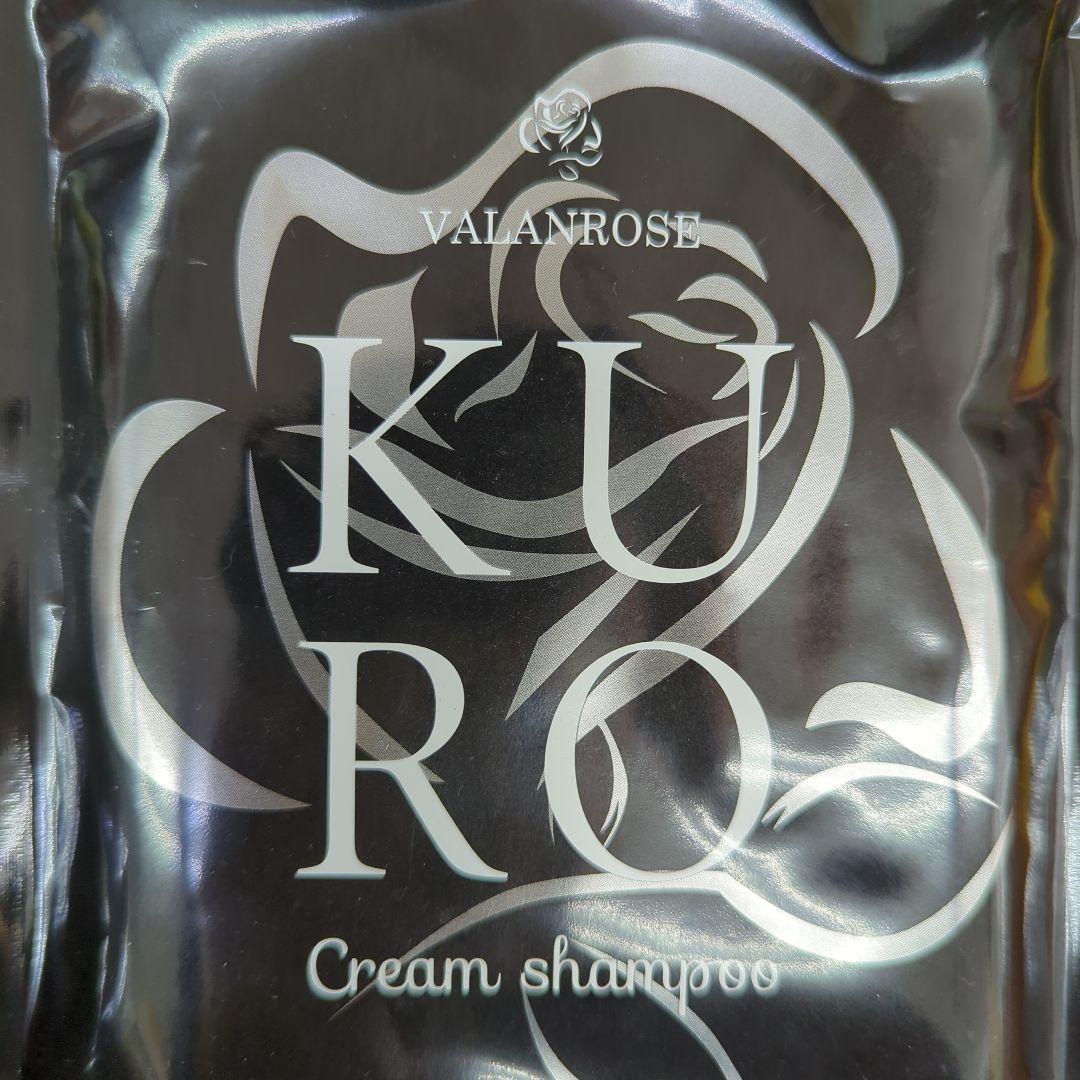 VALANROSE
KU
RO
Cream shampoo